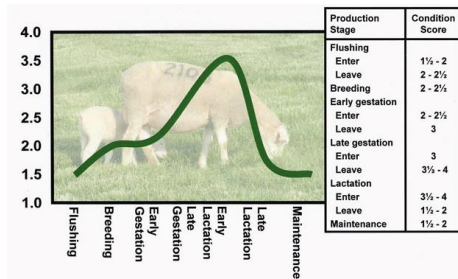 4.0
3.5
3.0
2.5
2.0
1.5
1.0
Flushing
Breeding
Early
Gestation
Late
Gestation
Early
Lactation
Late
Lactation
Maintenance
210
Production Stage Condition Score
Flushing
Enter 1½ - 2
Leave 2 - 2½
Breeding 2 - 2½
Early gestation
Enter 2 - 2½
Leave 3
Late gestation
Enter 3
Leave 3½ - 4
Lactation
Enter 3½ - 4
Leave 1½ - 2
Maintenance 1½ - 2